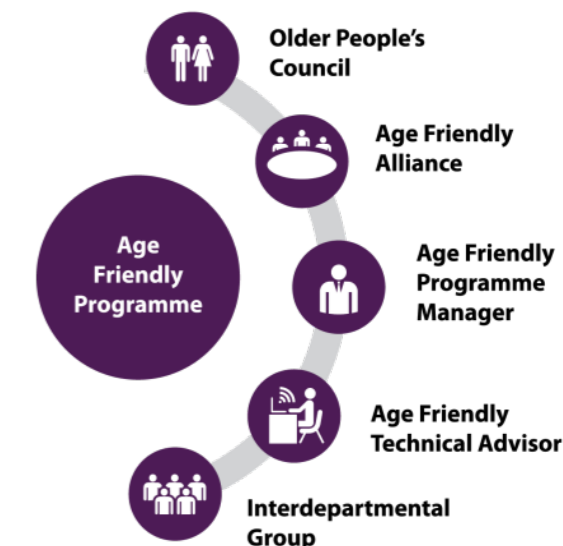 Older People's
Council
Age Friendly
Alliance
Age
Friendly
Programme
Age Friendly
Programme
Manager
Age Friendly
Technical Advisor
Interdepartmental
Group